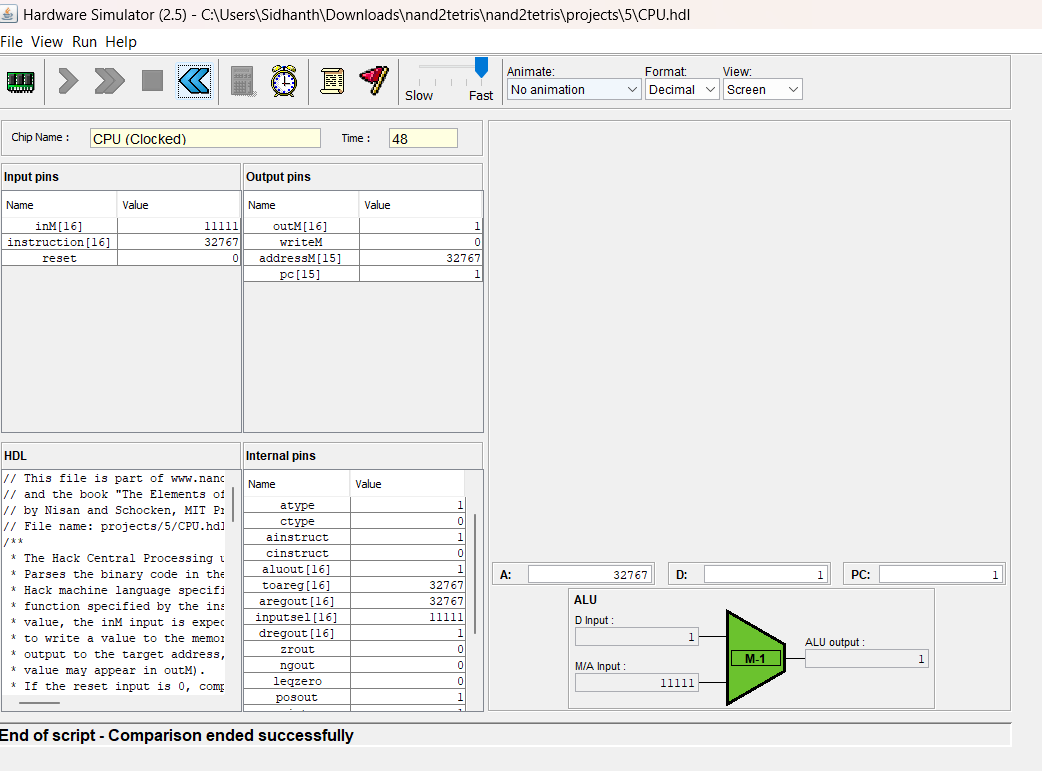 Hardware Simulator (2.5) - C:\Users\Sidhanth\Downloads\nand2tetris\nand2tetris\projects\5\CPU.hdl
File View Run Help
Slow Fast
Animate: Format: View:
No animation Decimal Screen
Chip Name : CPU (Clocked) Time : 48
Input pins
Name Value
inM[16] 11111
instruction[16] 32767
reset 0
Output pins
Name Value
outM[16] 1
writeM 0
addressM[15] 32767
pc[15] 1
HDL
// This file is part of www.nand
// and the book "The Elements of
// by Nisan and Schocken, MIT Pr
// File name: projects/5/CPU.hdl
/**
* The Hack Central Processing u
* Parses the binary code in the
* Hack machine language specifi
* function specified by the ins
* value, the inM input is expec
* to write a value to the memor
* output to the target address,
* value may appear in outM).
* If the reset input is 0, comp
Internal pins
Name Value
atype 1
ctype 0
ainstruct 1
cinstruct 0
aluout[16] 1
toareg[16] 32767
aregout[16] 32767
inputsel[16] 11111
dregout[16] 1
zrout 0
ngout 0
leqzero 0
posout 1
A: 32767 D: 1 PC: 1
ALU
D Input :
1
M/A Input :
11111
M-1
ALU output :
1
End of script - Comparison ended successfully